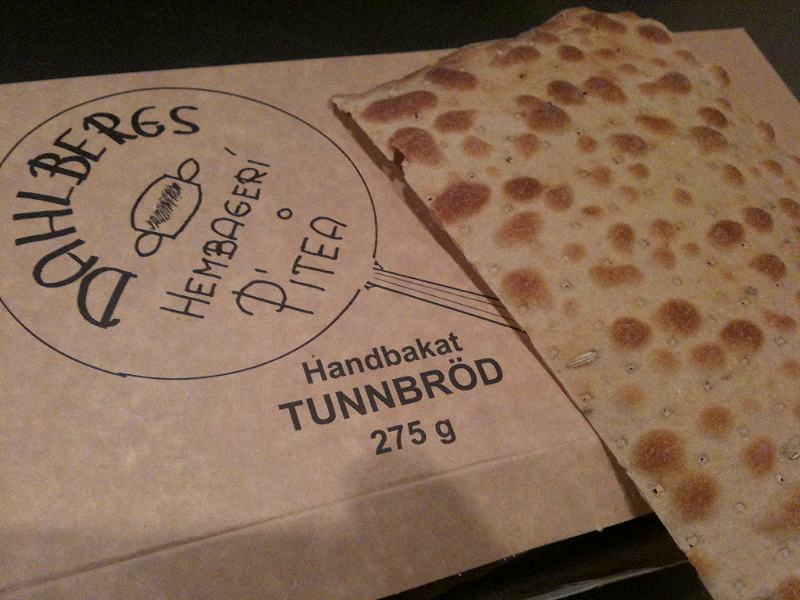 DAHLBERGS
HEMBAGERI
PITEÅ
Handbakat
TUNNBRÖD
275 g